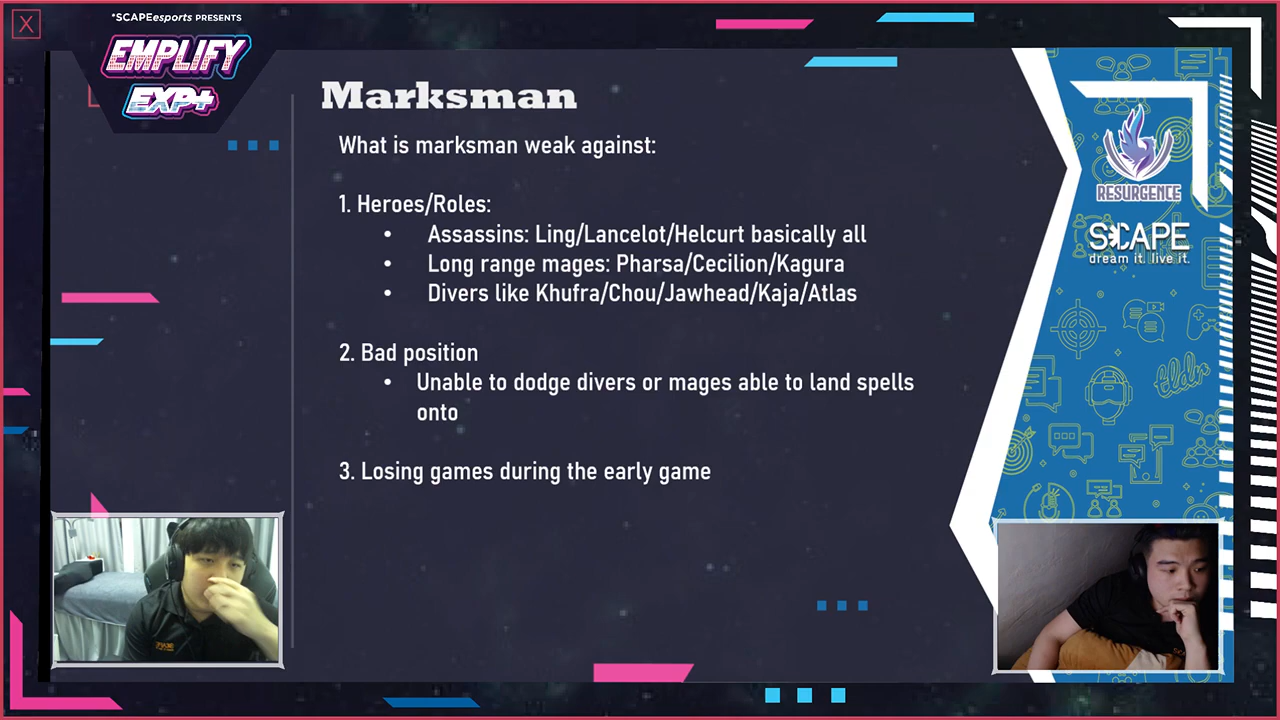 X
*SCAPEesports PRESENTS
EMPLIFY
EXP+
Marksman
What is marksman weak against:
1. Heroes/Roles:
• Assassins: Ling/Lancelot/Helcurt basically all
• Long range mages: Pharsa/Cecilion/Kagura
• Divers like Khufra/Chou/Jawhead/Kaja/Atlas
2. Bad position
• Unable to dodge divers or mages able to land spells
onto
3. Losing games during the early game
RESURGENCE
S*CAPE
dream it. live it.
tldr